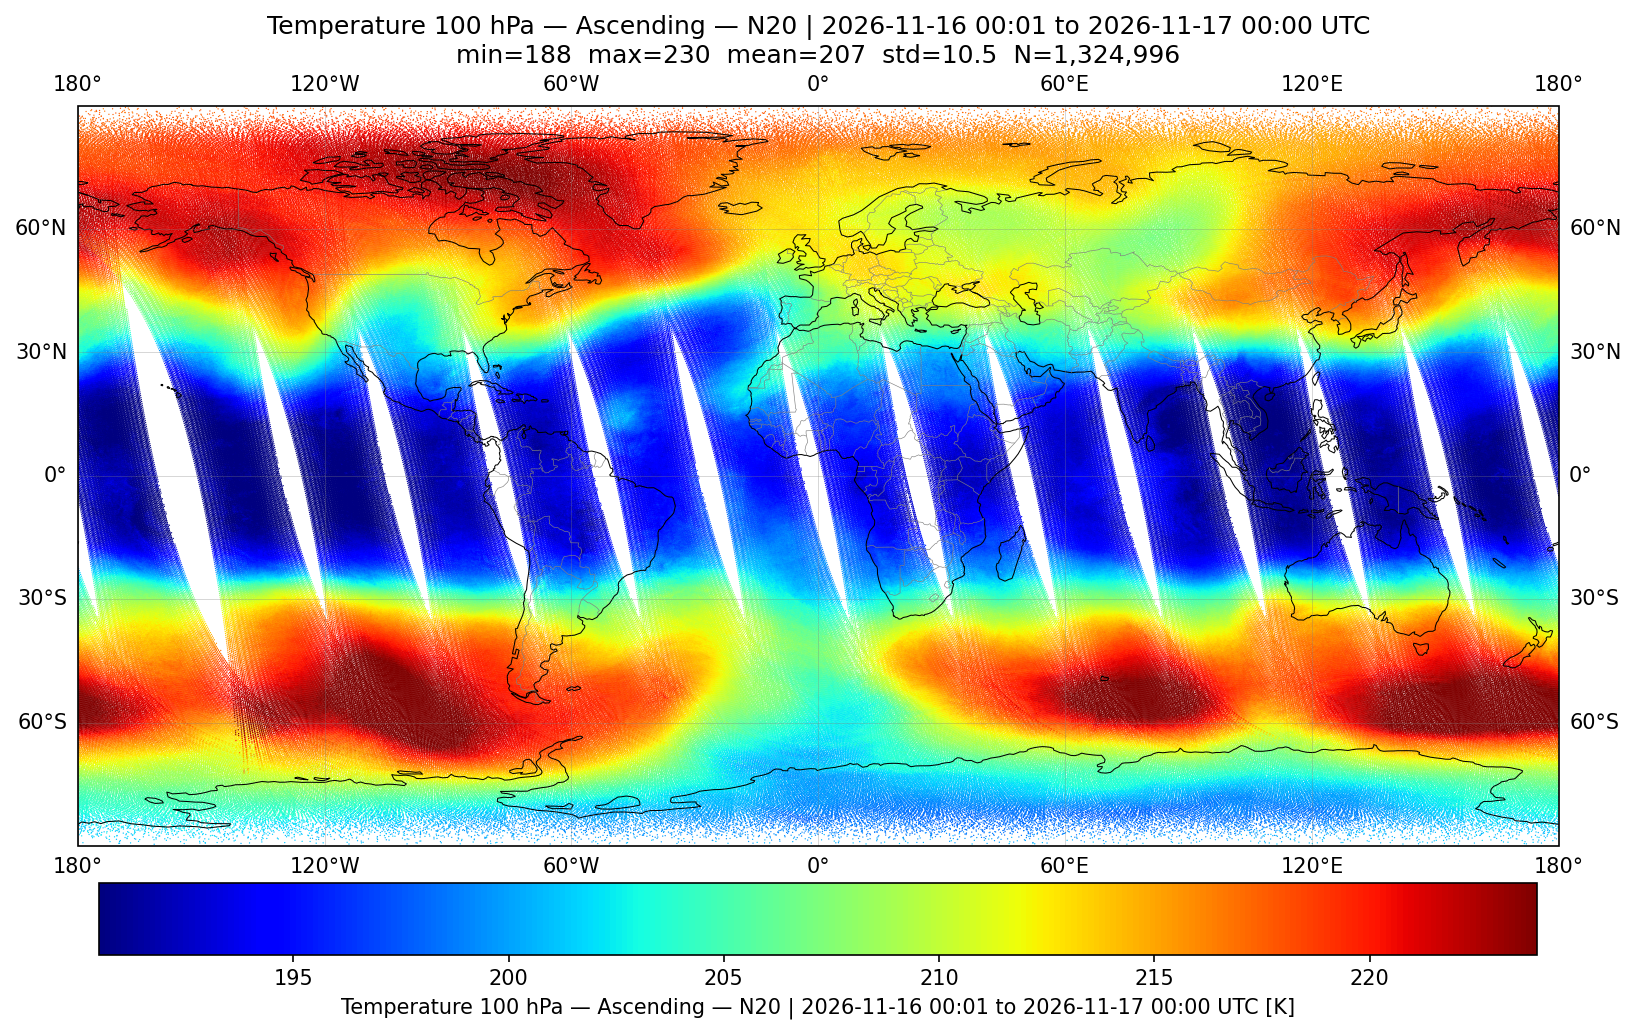 Temperature 100 hPa — Ascending — N20 | 2026-11-16 00:01 to 2026-11-17 00:00 UTC
min=188 max=230 mean=207 std=10.5 N=1,324,996
180° 120°W 60°W 0° 60°E 120°E 180°
60°N 60°N
30°N 30°N
0° 0°
30°S 30°S
60°S 60°S
180° 120°W 60°W 0° 60°E 120°E 180°
195 200 205 210 215 220
Temperature 100 hPa — Ascending — N20 | 2026-11-16 00:01 to 2026-11-17 00:00 UTC [K]